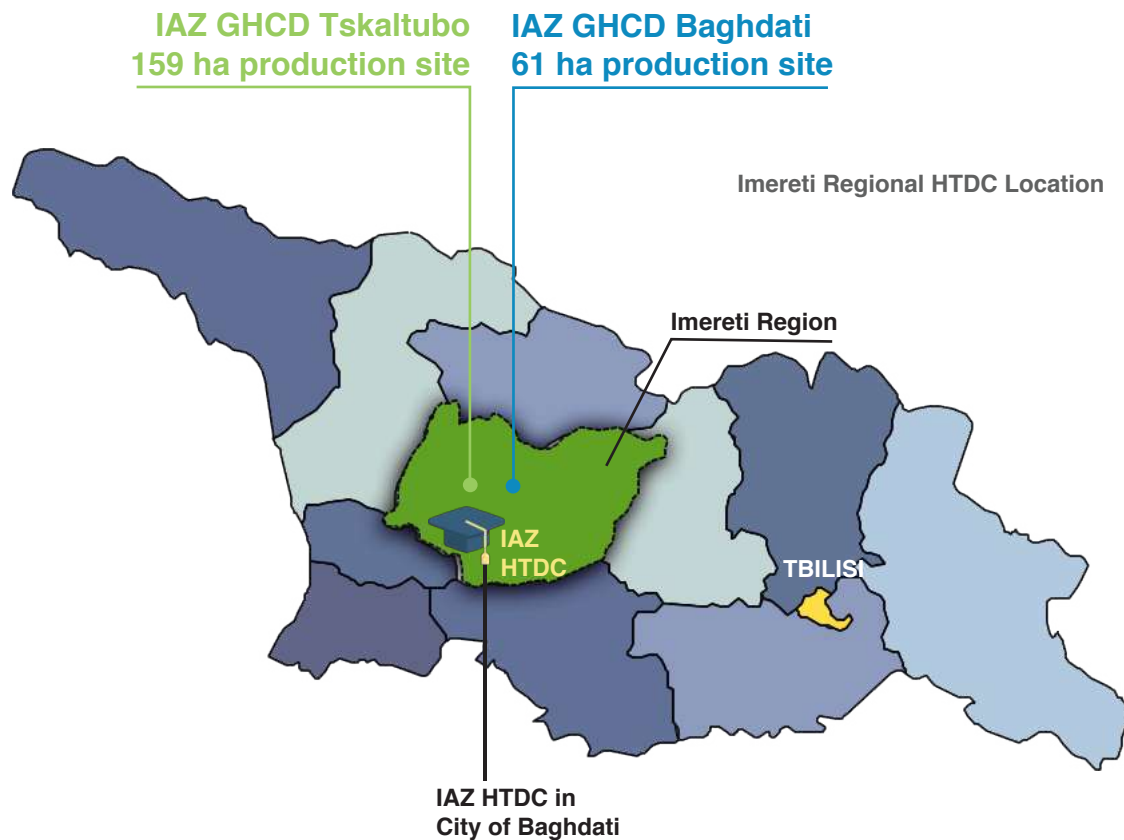 IAZ GHCD Tskaltubo
159 ha production site
IAZ GHCD Baghdati
61 ha production site
Imereti Regional HTDC Location
Imereti Region
IAZ
HTDC
TBILISI
IAZ HTDC in
City of Baghdati